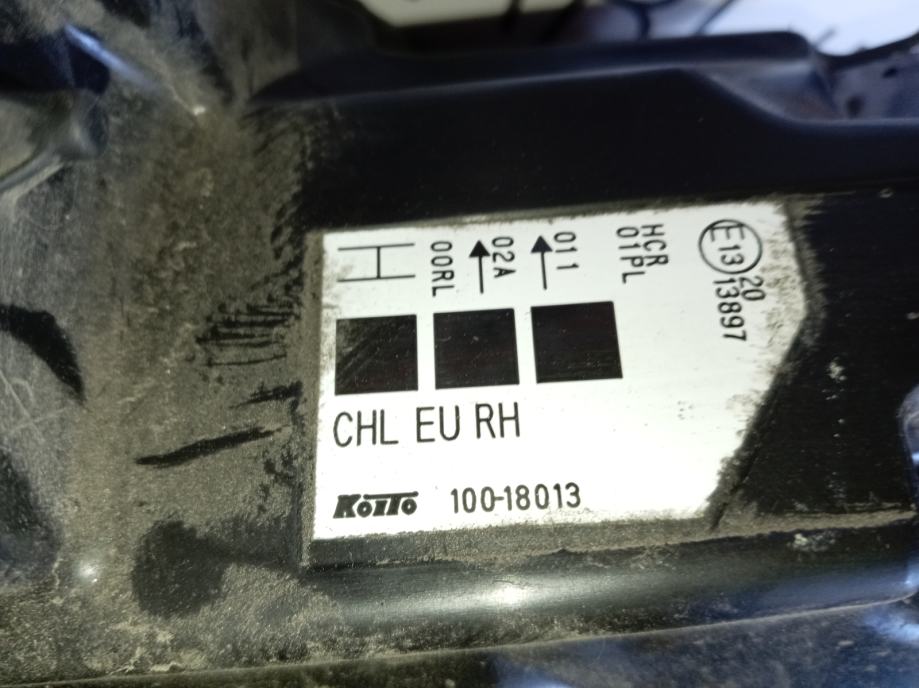 00RL
02A
011
HCR
01PL
E13
20
13897
CHL EU RH
KOITO 100-18013